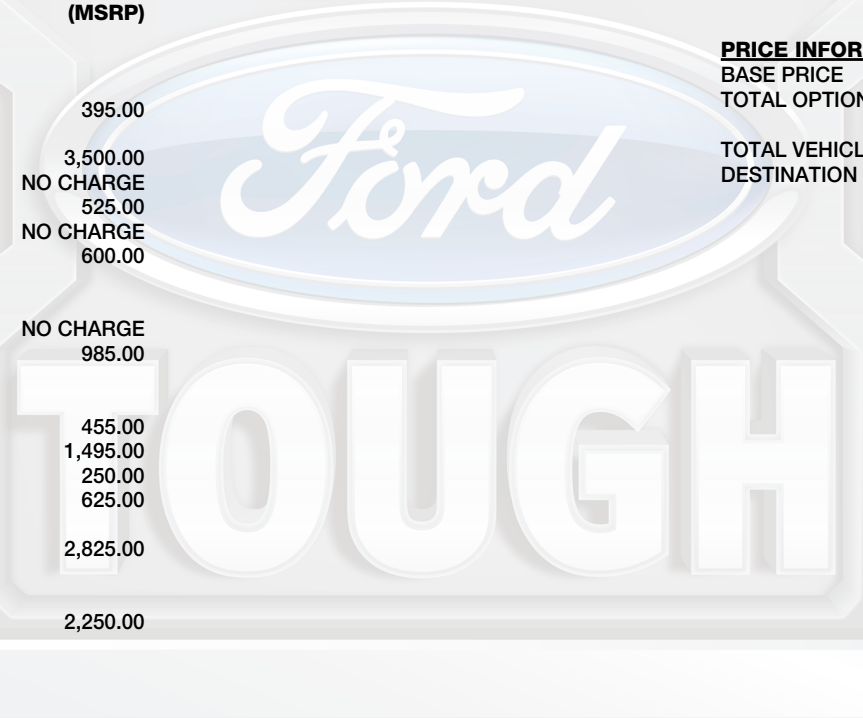 (MSRP)
395.00
3,500.00
NO CHARGE
525.00
NO CHARGE
600.00
NO CHARGE
985.00
455.00
1,495.00
250.00
625.00
2,825.00
2,250.00
PRICE INFOR
BASE PRICE
TOTAL OPTION
TOTAL VEHICL
DESTINATION
Ford
TOUGH